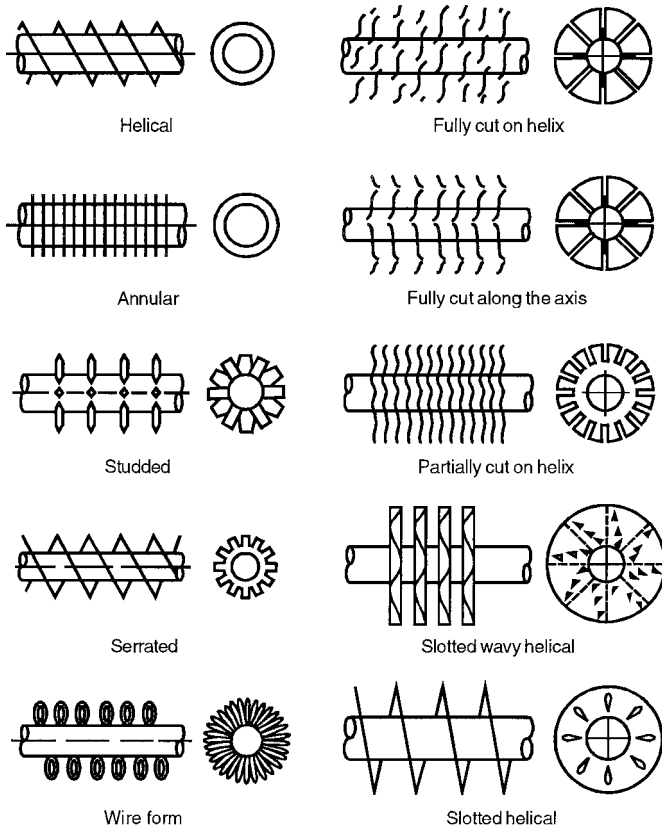 Helical
Fully cut on helix
Annular
Fully cut along the axis
Studded
Partially cut on helix
Serrated
Slotted wavy helical
Wire form
Slotted helical